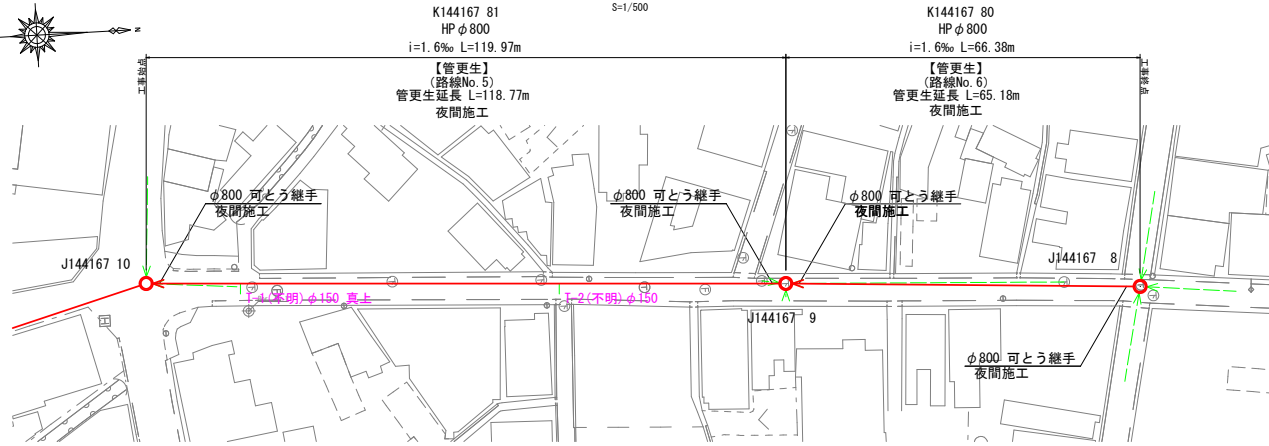 S=1/500
N
K144167 81
HPφ800
i=1.6‰ L=119.97m
【管更生】
(路線No.5)
管更生延長 L=118.77m
夜間施工
K144167 80
HPφ800
i=1.6‰ L=66.38m
【管更生】
(路線No.6)
管更生延長 L=65.18m
夜間施工
工事始点
工事終点
φ800 可とう継手
夜間施工
φ800 可とう継手
夜間施工
φ800 可とう継手
夜間施工
J144167 10
J144167 8
T-1(不明)φ150 真上
T-2(不明)φ150
J144167 9
φ800 可とう継手
夜間施工